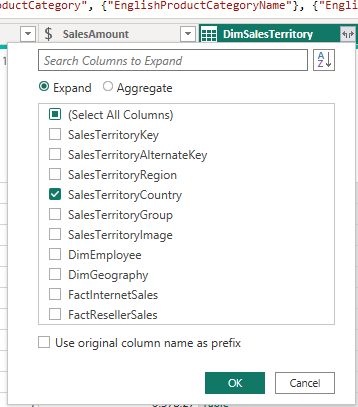 oductCategory", {"EnglishProductCategoryName"}, {"Engli
$ SalesAmount DimSalesTerritory
Search Columns to Expand
A
Z
Expand Aggregate
(Select All Columns)
SalesTerritoryKey
SalesTerritoryAlternateKey
SalesTerritoryRegion
SalesTerritoryCountry
SalesTerritoryGroup
SalesTerritoryImage
DimEmployee
DimGeography
FactInternetSales
FactResellerSales
Use original column name as prefix
OK Cancel